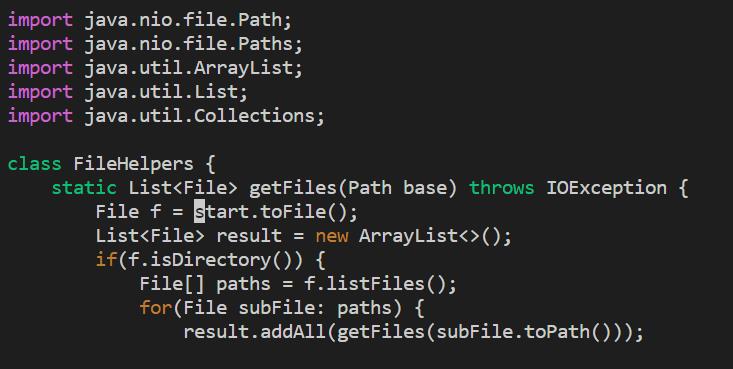 import java.nio.file.Path;
import java.nio.file.Paths;
import java.util.ArrayList;
import java.util.List;
import java.util.Collections;

class FileHelpers {
    static List<File> getFiles(Path base) throws IOException {
        File f = start.toFile();
        List<File> result = new ArrayList<>();
        if(f.isDirectory()) {
            File[] paths = f.listFiles();
            for(File subFile: paths) {
                result.addAll(getFiles(subFile.toPath()));